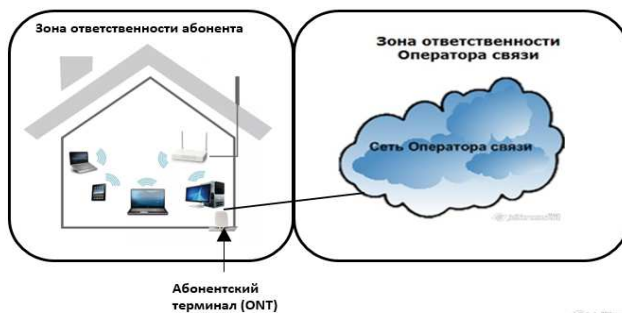 Зона ответственности абонента
Зона ответственности
Оператора связи
Сеть Оператора связи
Абонентский
терминал (ONT)